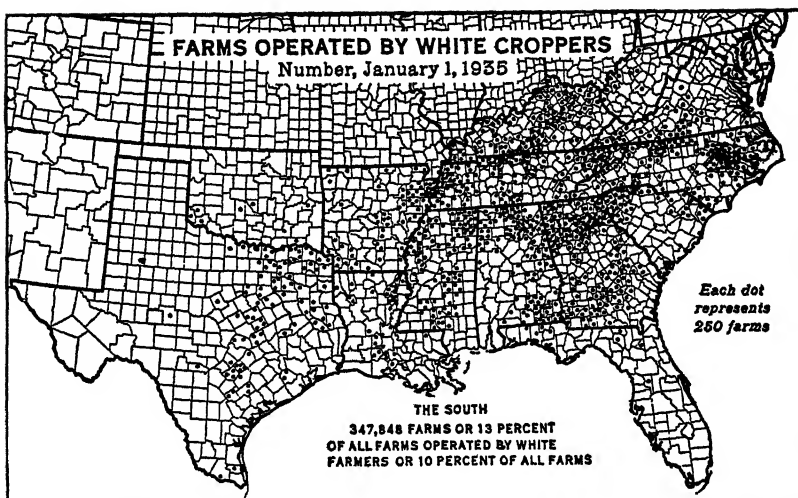 FARMS OPERATED BY WHITE CROPPERS
Number, January 1, 1935
Each dot
represents
250 farms
THE SOUTH
347,848 FARMS OR 13 PERCENT
OF ALL FARMS OPERATED BY WHITE
FARMERS OR 10 PERCENT OF ALL FARMS